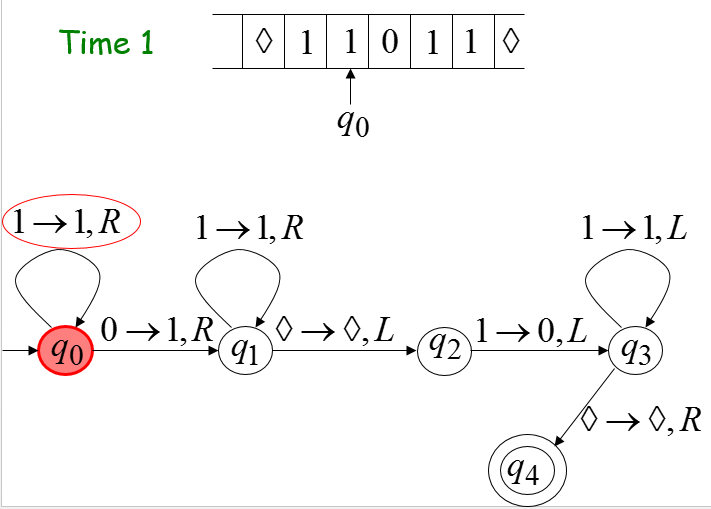 Time 1
◊ 1 1 0 1 1 ◊
q₀
1→1,R 1→1,R 1→1,L
0→1,R ◊→◊,L 1→0,L
q₀ q₁ q₂ q₃
◊→◊,R
q₄